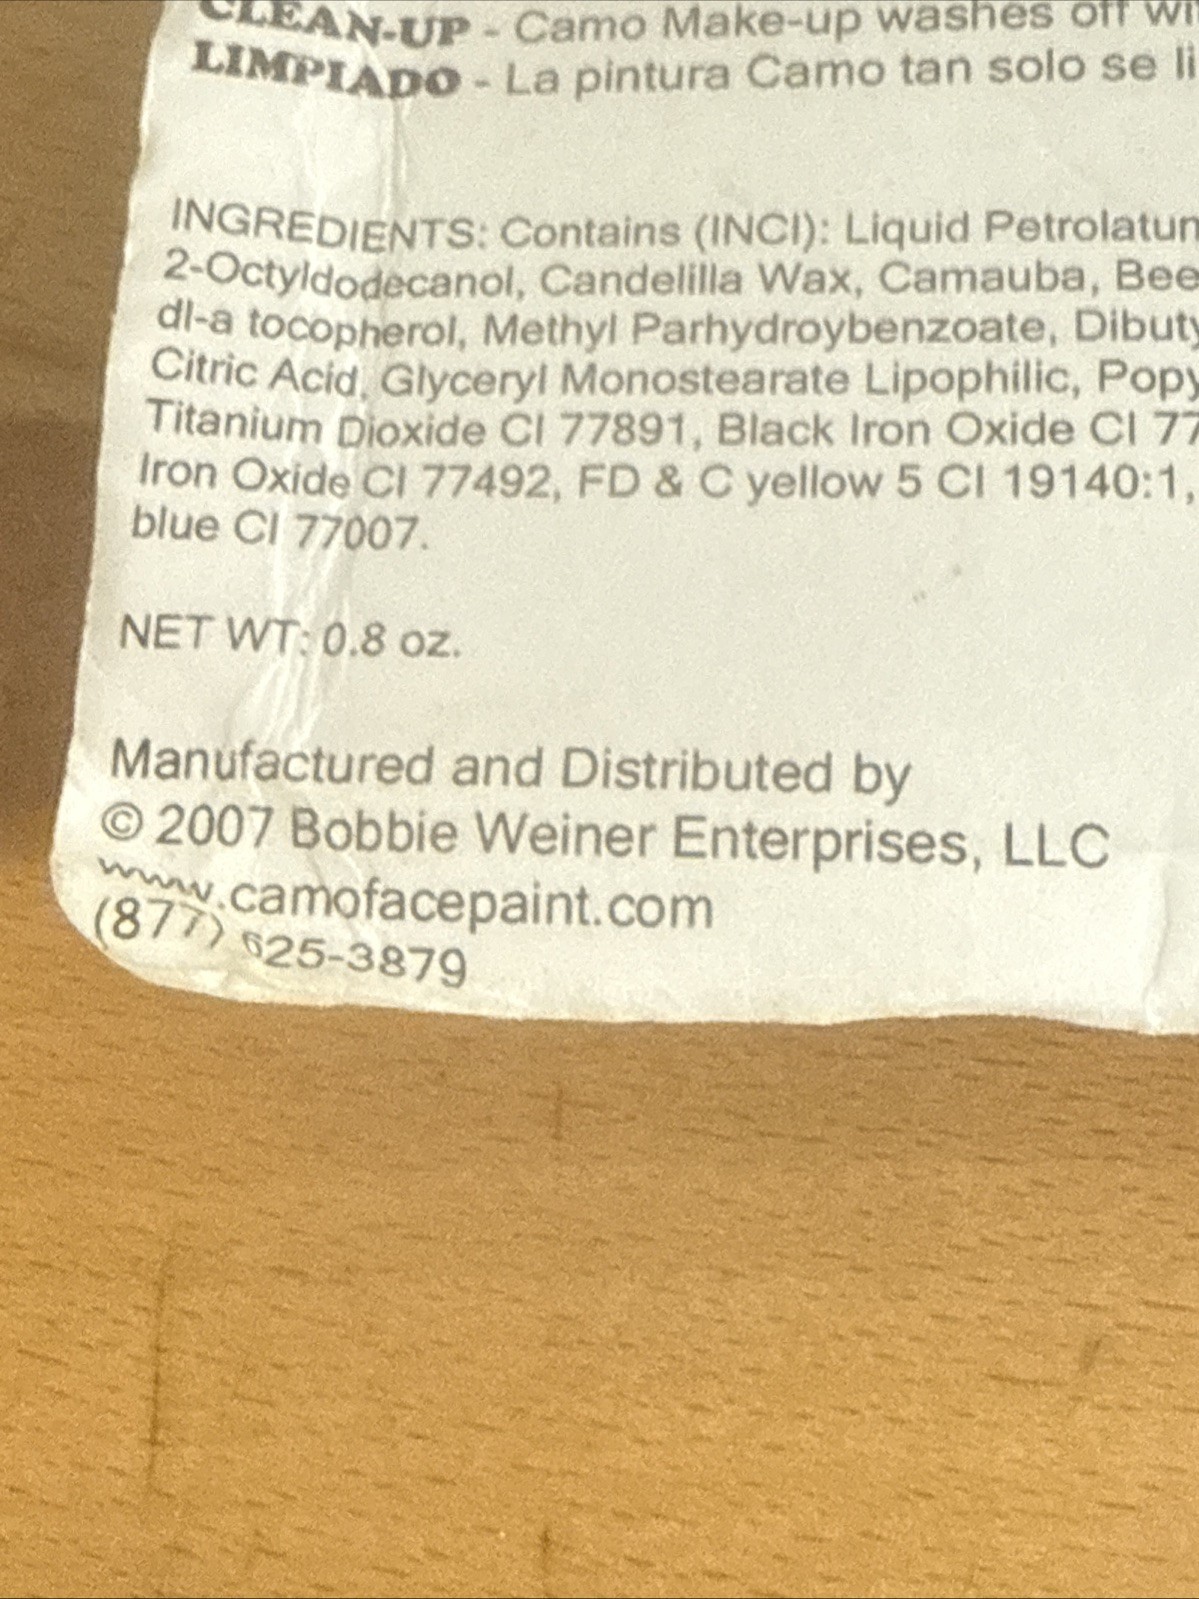 CLEAN-UP - Camo Make-up washes off
LIMPIADO - La pintura Camo tan solo se
INGREDIENTS: Contains (INCI): Liquid
2-Octyldodecanol, Candelilla Wax, Camauba,
dl-a tocopherol, Methyl Parhydroybenzoate,
Citric Acid, Glyceryl Monostearate Lipophilic,
Titanium Dioxide CI 77891, Black Iron Oxide CI
Iron Oxide CI 77492, FD & C yellow 5 CI 19140:1,
blue CI 77007.
NET WT: 0.8 oz.
Manufactured and Distributed by
© 2007 Bobbie Weiner Enterprises, LLC
www.camofacepaint.com
(877) 625-3879